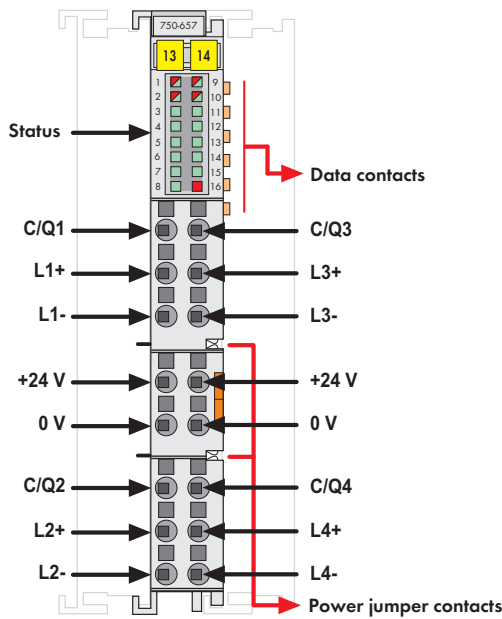 750-657
13 14
1 9
2 10
3 11
4 12
5 13
6 14
7 15
8 16
Status
Data contacts
C/Q1 C/Q3
L1+ L3+
L1- L3-
+24 V +24 V
0 V 0 V
C/Q2 C/Q4
L2+ L4+
L2- L4-
Power jumper contacts